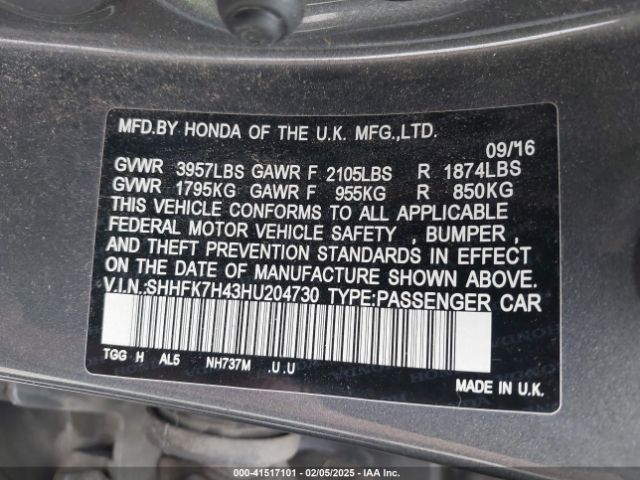 MFD.BY HONDA OF THE U.K. MFG.,LTD.
09/16
GVWR 3957LBS GAWR F 2105LBS R 1874LBS
GVWR 1795KG GAWR F 955KG R 850KG
THIS VEHICLE CONFORMS TO ALL APPLICABLE
FEDERAL MOTOR VEHICLE SAFETY , BUMPER ,
AND THEFT PREVENTION STANDARDS IN EFFECT
ON THE DATE OF MANUFACTURE SHOWN ABOVE.
V.I.N.:SHHFK7H43HU204730 TYPE:PASSENGER CAR
TGG H AL5 NH737M .U.U
MADE IN U.K.
000-41517101 | 02/05/2025 | IAA Inc.